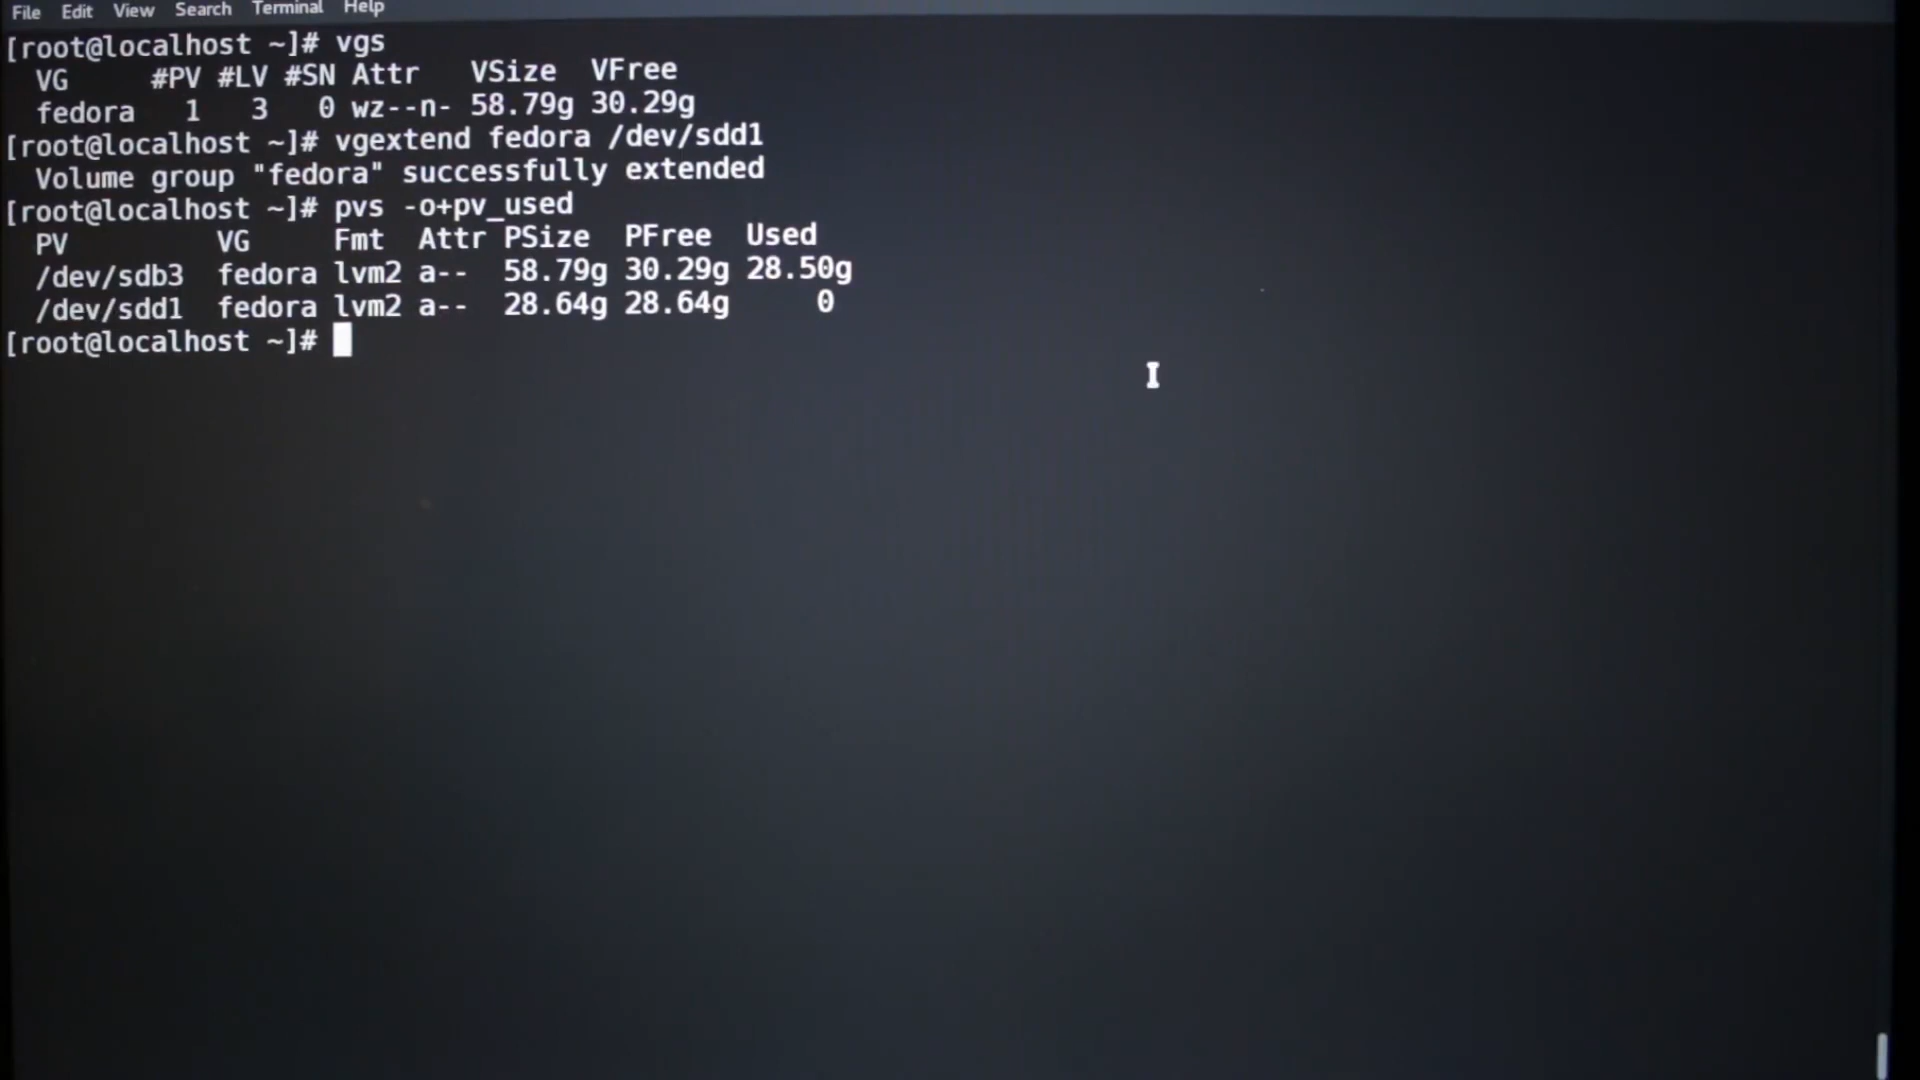 File Edit View Search Terminal Help
[root@localhost ~]# vgs
VG #PV #LV #SN Attr VSize VFree
fedora 1 3 0 wz--n- 58.79g 30.29g
[root@localhost ~]# vgextend fedora /dev/sdd1
Volume group "fedora" successfully extended
[root@localhost ~]# pvs -o+pv_used
PV VG Fmt Attr PSize PFree Used
/dev/sdb3 fedora lvm2 a-- 58.79g 30.29g 28.50g
/dev/sdd1 fedora lvm2 a-- 28.64g 28.64g 0
[root@localhost ~]#